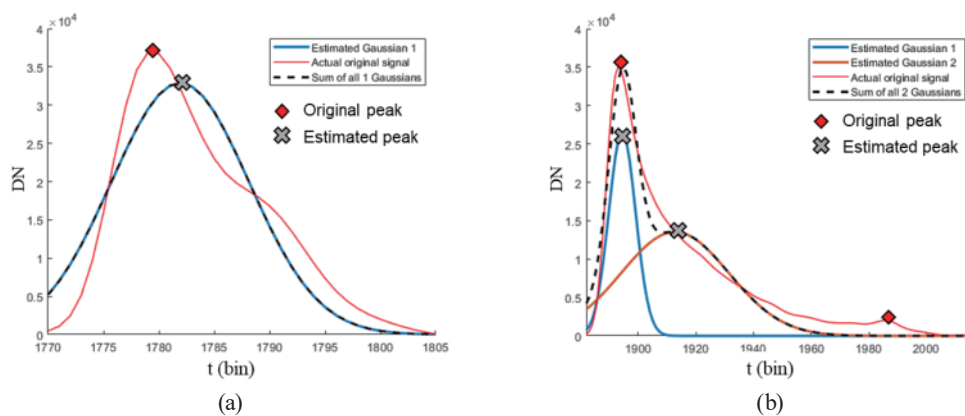 ×10⁴
4
3.5
3
2.5
2
1.5
1
0.5
0
DN
1770 1775 1780 1785 1790 1795 1800 1805
t (bin)
Estimated Gaussian 1
Actual original signal
Sum of all 1 Gaussians
Original peak
Estimated peak
(a)
×10⁴
4
3.5
3
2.5
2
1.5
1
0.5
0
DN
1900 1920 1940 1960 1980 2000
t (bin)
Estimated Gaussian 1
Estimated Gaussian 2
Actual original signal
Sum of all 2 Gaussians
Original peak
Estimated peak
(b)